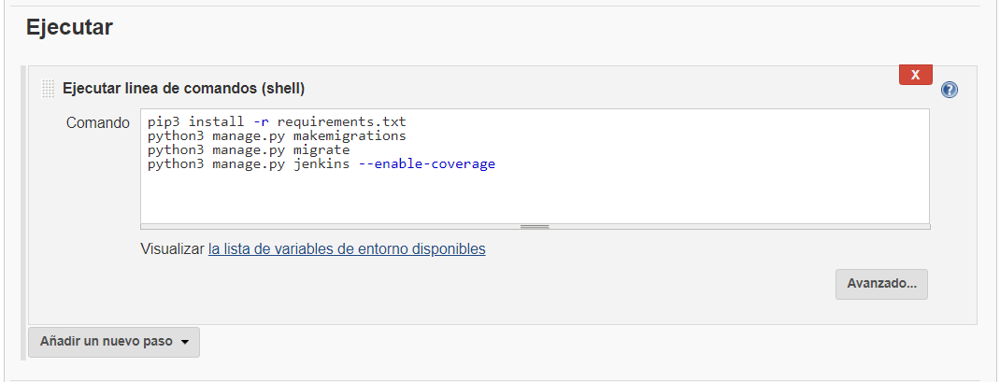 Ejecutar
X
Ejecutar linea de comandos (shell)
Comando
pip3 install -r requirements.txt
python3 manage.py makemigrations
python3 manage.py migrate
python3 manage.py jenkins --enable-coverage
Visualizar la lista de variables de entorno disponibles
Avanzado...
Añadir un nuevo paso